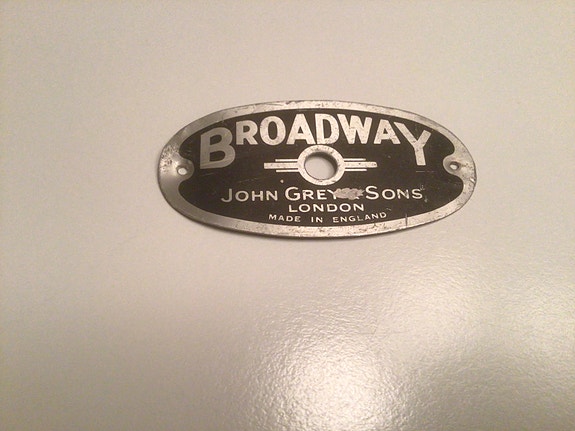 BROADWAY
JOHN GREY SONS
LONDON
MADE IN ENGLAND